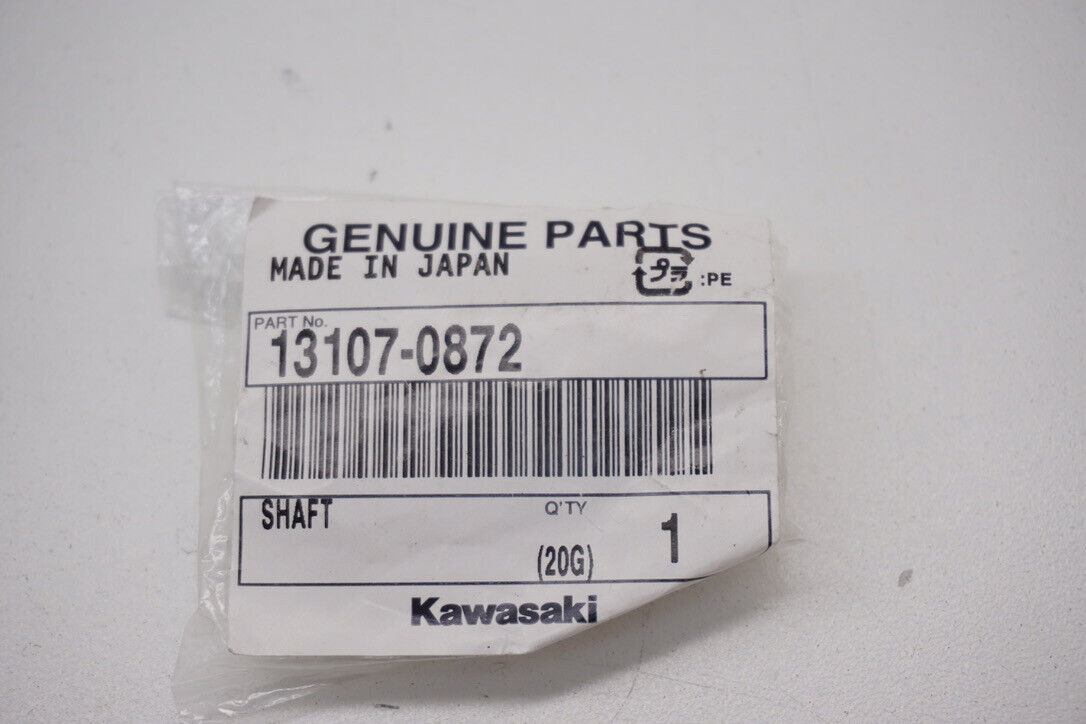 GENUINE PARTS
MADE IN JAPAN
プラ :PE
PART No.
13107-0872
SHAFT
Q'TY
1
(20G)
Kawasaki